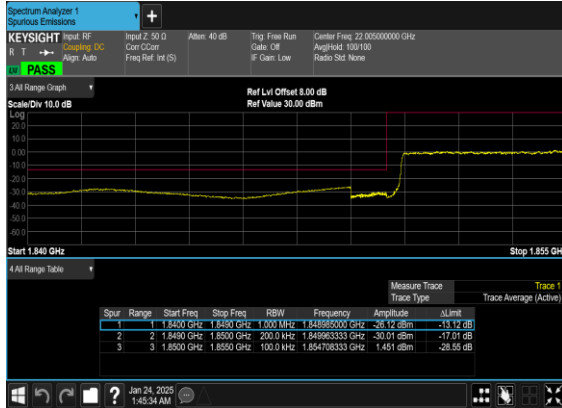 Spectrum Analyzer 1
Spurious Emissions
+
KEYSIGHT Input: RF Input Z: 50 Ω Atten: 40 dB Trig: Free Run Center Freq: 22.005000000 GHz
R T Coupling: DC Corr CCorr Gate: Off Avg|Hold: 100/100
Align: Auto Freq Ref: Int (S) IF Gain: Low Radio Std: None
PASS
3 All Range Graph Ref Lvl Offset 8.00 dB
Scale/Div 10.0 dB Ref Value 30.00 dBm
Log
20.0
10.0
0.00
-10.0
-20.0
-30.0
-40.0
-50.0
-60.0
Start 1.840 GHz Stop 1.855 GH
4 All Range Table
Measure Trace Trace 1
Trace Type Trace Average (Active)
Spur Range Start Freq Stop Freq RBW Frequency Amplitude ΔLimit
1 1 1.8400 GHz 1.8490 GHz 1.000 MHz 1.848985000 GHz -26.12 dBm -13.12 dB
2 2 1.8490 GHz 1.8500 GHz 200.0 kHz 1.849963333 GHz -30.01 dBm -17.01 dB
3 3 1.8500 GHz 1.8550 GHz 100.0 kHz 1.854708333 GHz 1.451 dBm -28.55 dB
? Jan 24, 2025
1:45:34 AM